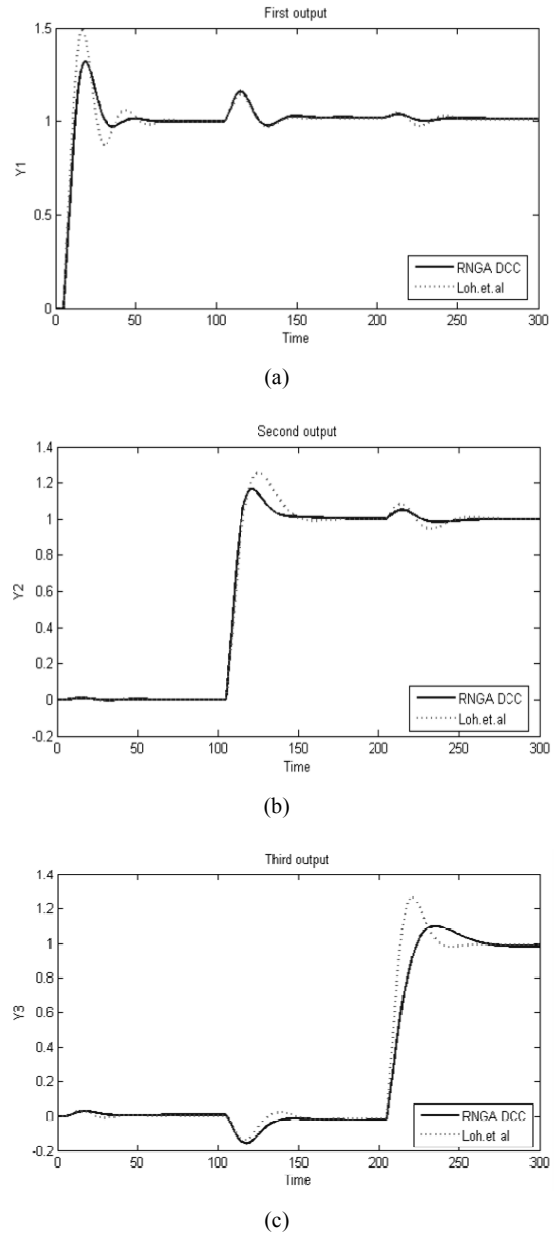 First output
1.5
1
0.5
0
Y1
0 50 100 150 200 250 300
Time
RNGA DCC
Loh.et.al
(a)
Second output
1.4
1.2
1
0.8
0.6
0.4
0.2
0
-0.2
Y2
0 50 100 150 200 250 300
Time
RNGA DCC
Loh.et.al
(b)
Third output
1.4
1.2
1
0.8
0.6
0.4
0.2
0
-0.2
Y3
0 50 100 150 200 250 300
Time
RNGA DCC
Loh.et.al
(c)